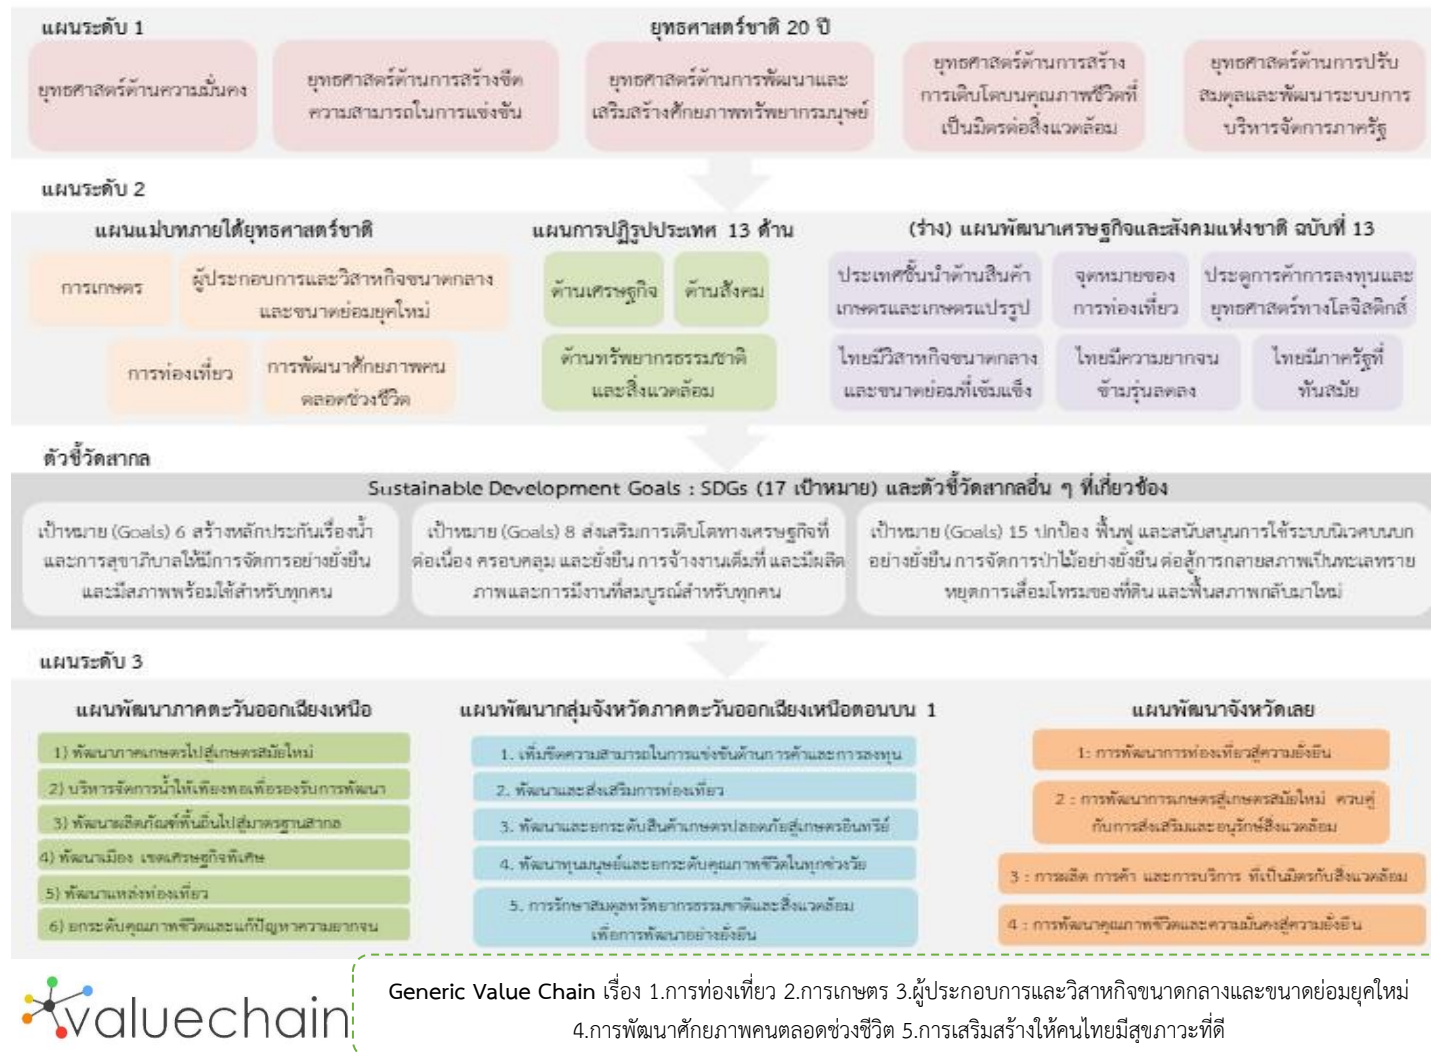 แผนระดับ 1
ยุทธศาสตร์ชาติ 20 ปี
ยุทธศาสตร์ด้านความมั่นคง
ยุทธศาสตร์ด้านการสร้างขีด
ความสามารถในการแข่งขัน
ยุทธศาสตร์ด้านการพัฒนาและ
เสริมสร้างศักยภาพทรัพยากรมนุษย์
ยุทธศาสตร์ด้านการสร้าง
การเติบโตบนคุณภาพชีวิตที่
เป็นมิตรต่อสิ่งแวดล้อม
ยุทธศาสตร์ด้านการปรับ
สมดุลและพัฒนาระบบการ
บริหารจัดการภาครัฐ
แผนระดับ 2
แผนแม่บทภายใต้ยุทธศาสตร์ชาติ
การเกษตร
ผู้ประกอบการและวิสาหกิจขนาดกลาง
และขนาดย่อมยุคใหม่
การท่องเที่ยว
การพัฒนาศักยภาพคน
ตลอดช่วงชีวิต
แผนการปฏิรูปประเทศ 13 ด้าน
ด้านเศรษฐกิจ
ด้านสังคม
ด้านทรัพยากรธรรมชาติ
และสิ่งแวดล้อม
(ร่าง) แผนพัฒนาเศรษฐกิจและสังคมแห่งชาติ ฉบับที่ 13
ประเทศชั้นนำด้านสินค้า
เกษตรและเกษตรแปรรูป
จุดหมายของ
การท่องเที่ยว
ประตูการค้าการลงทุนและ
ยุทธศาสตร์ทางโลจิสติกส์
ไทยมีวิสาหกิจขนาดกลาง
และขนาดย่อมที่เข้มแข็ง
ไทยมีความยากจน
ข้ามรุ่นลดลง
ไทยมีภาครัฐที่
ทันสมัย
ตัวชี้วัดสากล
Sustainable Development Goals : SDGs (17 เป้าหมาย) และตัวชี้วัดสากลอื่น ๆ ที่เกี่ยวข้อง
เป้าหมาย (Goals) 6 สร้างหลักประกันเรื่องน้ำ
และการสุขาภิบาลให้มีการจัดการอย่างยั่งยืน
และมีสภาพพร้อมใช้สำหรับทุกคน
เป้าหมาย (Goals) 8 ส่งเสริมการเติบโตทางเศรษฐกิจที่
ต่อเนื่อง ครอบคลุม และยั่งยืน การจ้างงานเต็มที่ และมีผลิต
ภาพและการมีงานที่สมบูรณ์สำหรับทุกคน
เป้าหมาย (Goals) 15 ปกป้อง ฟื้นฟู และสนับสนุนการใช้ระบบนิเวศบนบก
อย่างยั่งยืน การจัดการป่าไม้อย่างยั่งยืน ต่อสู้การกลายสภาพเป็นทะเลทราย
หยุดการเสื่อมโทรมของที่ดิน และฟื้นสภาพกลับมาใหม่
แผนระดับ 3
แผนพัฒนาภาคตะวันออกเฉียงเหนือ
1) พัฒนาภาคเกษตรไปสู่เกษตรสมัยใหม่
2) บริหารจัดการน้ำให้เพียงพอเพื่อรองรับการพัฒนา
3) พัฒนาผลิตภัณฑ์พื้นถิ่นไปสู่มาตรฐานสากล
4) พัฒนาเมือง เขตเศรษฐกิจพิเศษ
5) พัฒนาแหล่งท่องเที่ยว
6) ยกระดับคุณภาพชีวิตและแก้ปัญหาความยากจน
แผนพัฒนากลุ่มจังหวัดภาคตะวันออกเฉียงเหนือตอนบน 1
1. เพิ่มขีดความสามารถในการแข่งขันด้านการค้าและการลงทุน
2. พัฒนาและส่งเสริมการท่องเที่ยว
3. พัฒนาและยกระดับสินค้าเกษตรปลอดภัยสู่เกษตรอินทรีย์
4. พัฒนาทุนมนุษย์และยกระดับคุณภาพชีวิตในทุกช่วงวัย
5. การรักษาสมดุลทรัพยากรธรรมชาติและสิ่งแวดล้อม
เพื่อการพัฒนาอย่างยั่งยืน
แผนพัฒนาจังหวัดเลย
1: การพัฒนาการท่องเที่ยวสู่ความยั่งยืน
2 : การพัฒนาการเกษตรสู่เกษตรสมัยใหม่ ควบคู่
กับการส่งเสริมและอนุรักษ์สิ่งแวดล้อม
3 : การผลิต การค้า และการบริการ ที่เป็นมิตรกับสิ่งแวดล้อม
4 : การพัฒนาคุณภาพชีวิตและความมั่นคงสู่ความยั่งยืน
valuechain
Generic Value Chain เรื่อง 1.การท่องเที่ยว 2.การเกษตร 3.ผู้ประกอบการและวิสาหกิจขนาดกลางและขนาดย่อมยุคใหม่
4.การพัฒนาศักยภาพคนตลอดช่วงชีวิต 5.การเสริมสร้างให้คนไทยมีสุขภาวะที่ดี